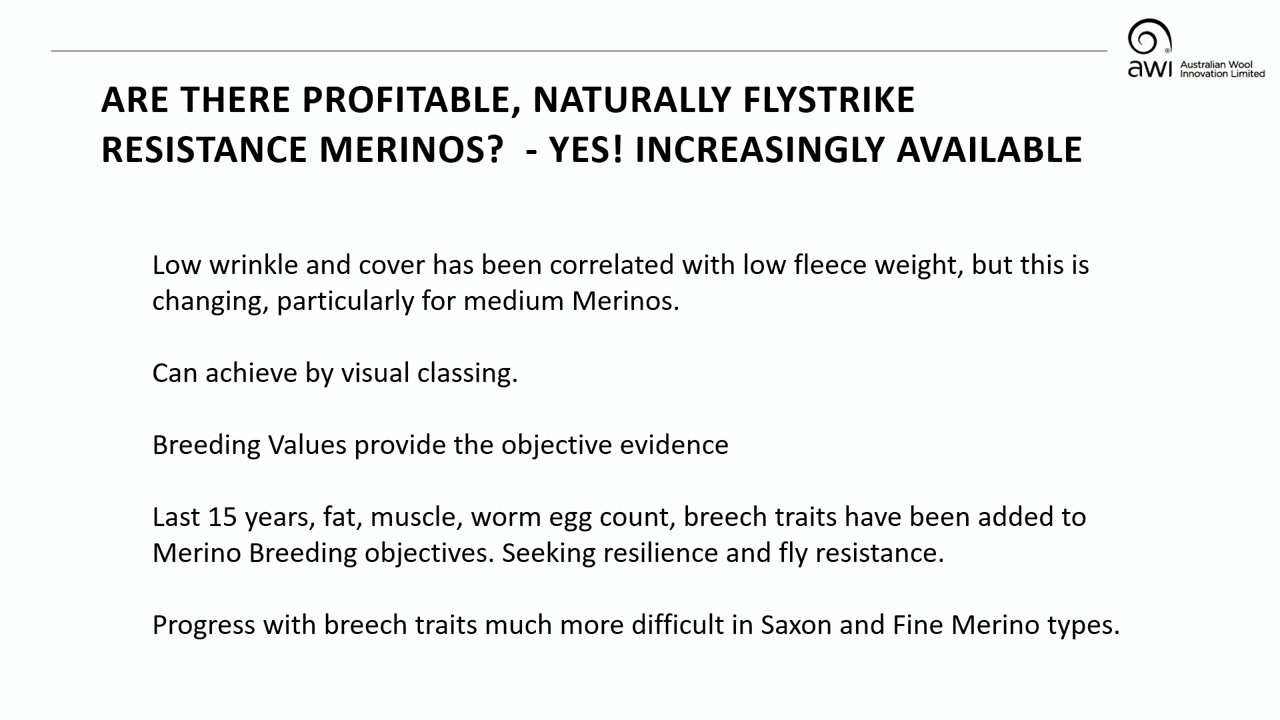 awi Australian Wool
Innovation Limited
ARE THERE PROFITABLE, NATURALLY FLYSTRIKE
RESISTANCE MERINOS?  - YES! INCREASINGLY AVAILABLE
Low wrinkle and cover has been correlated with low fleece weight, but this is
changing, particularly for medium Merinos.
Can achieve by visual classing.
Breeding Values provide the objective evidence
Last 15 years, fat, muscle, worm egg count, breech traits have been added to
Merino Breeding objectives. Seeking resilience and fly resistance.
Progress with breech traits much more difficult in Saxon and Fine Merino types.